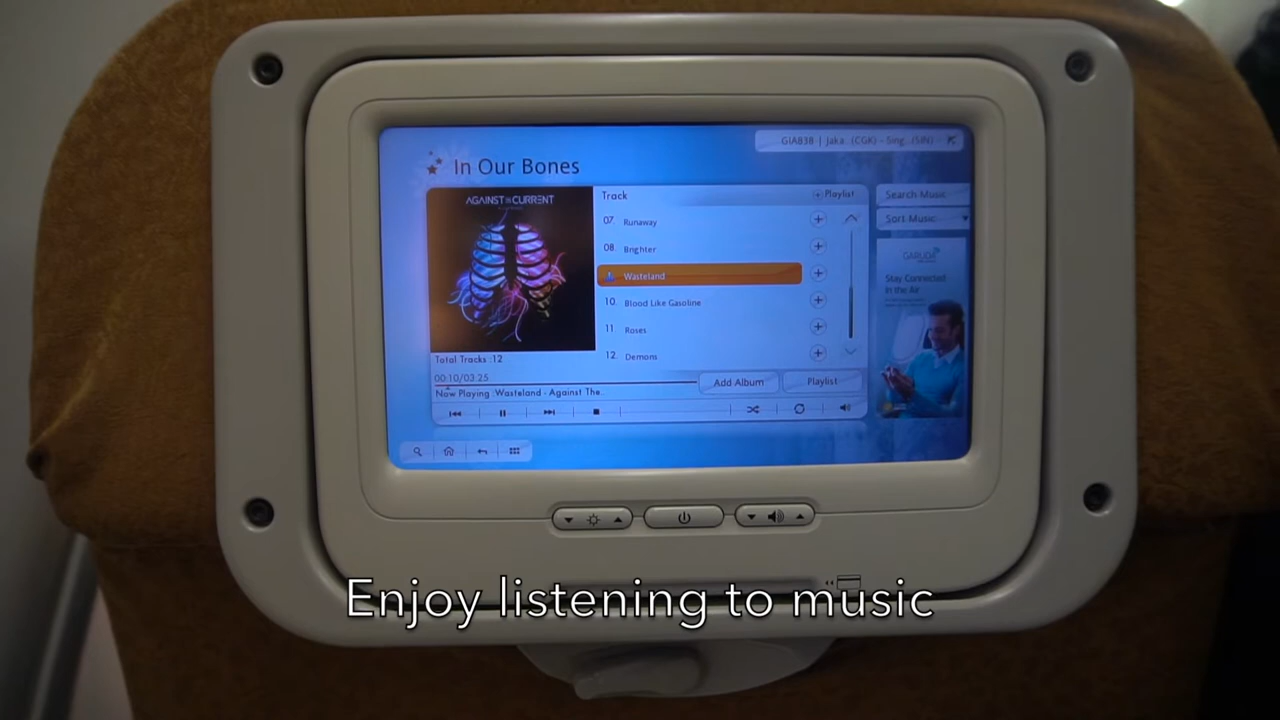 GIA838 | Jaka. (CGK) - Sing. (SIN)
In Our Bones
AGAINST THE CURRENT
Track
Playlist
07. Runaway
08. Brighter
Wasteland
10. Blood Like Gasoline
11. Roses
12. Demons
Total Tracks :12
00:10/03:25
Now Playing :Wasteland - Against The..
Add Album
Playlist
Search Music
Sort Music
GARUDA
Stay Connected
in the Air
Enjoy listening to music